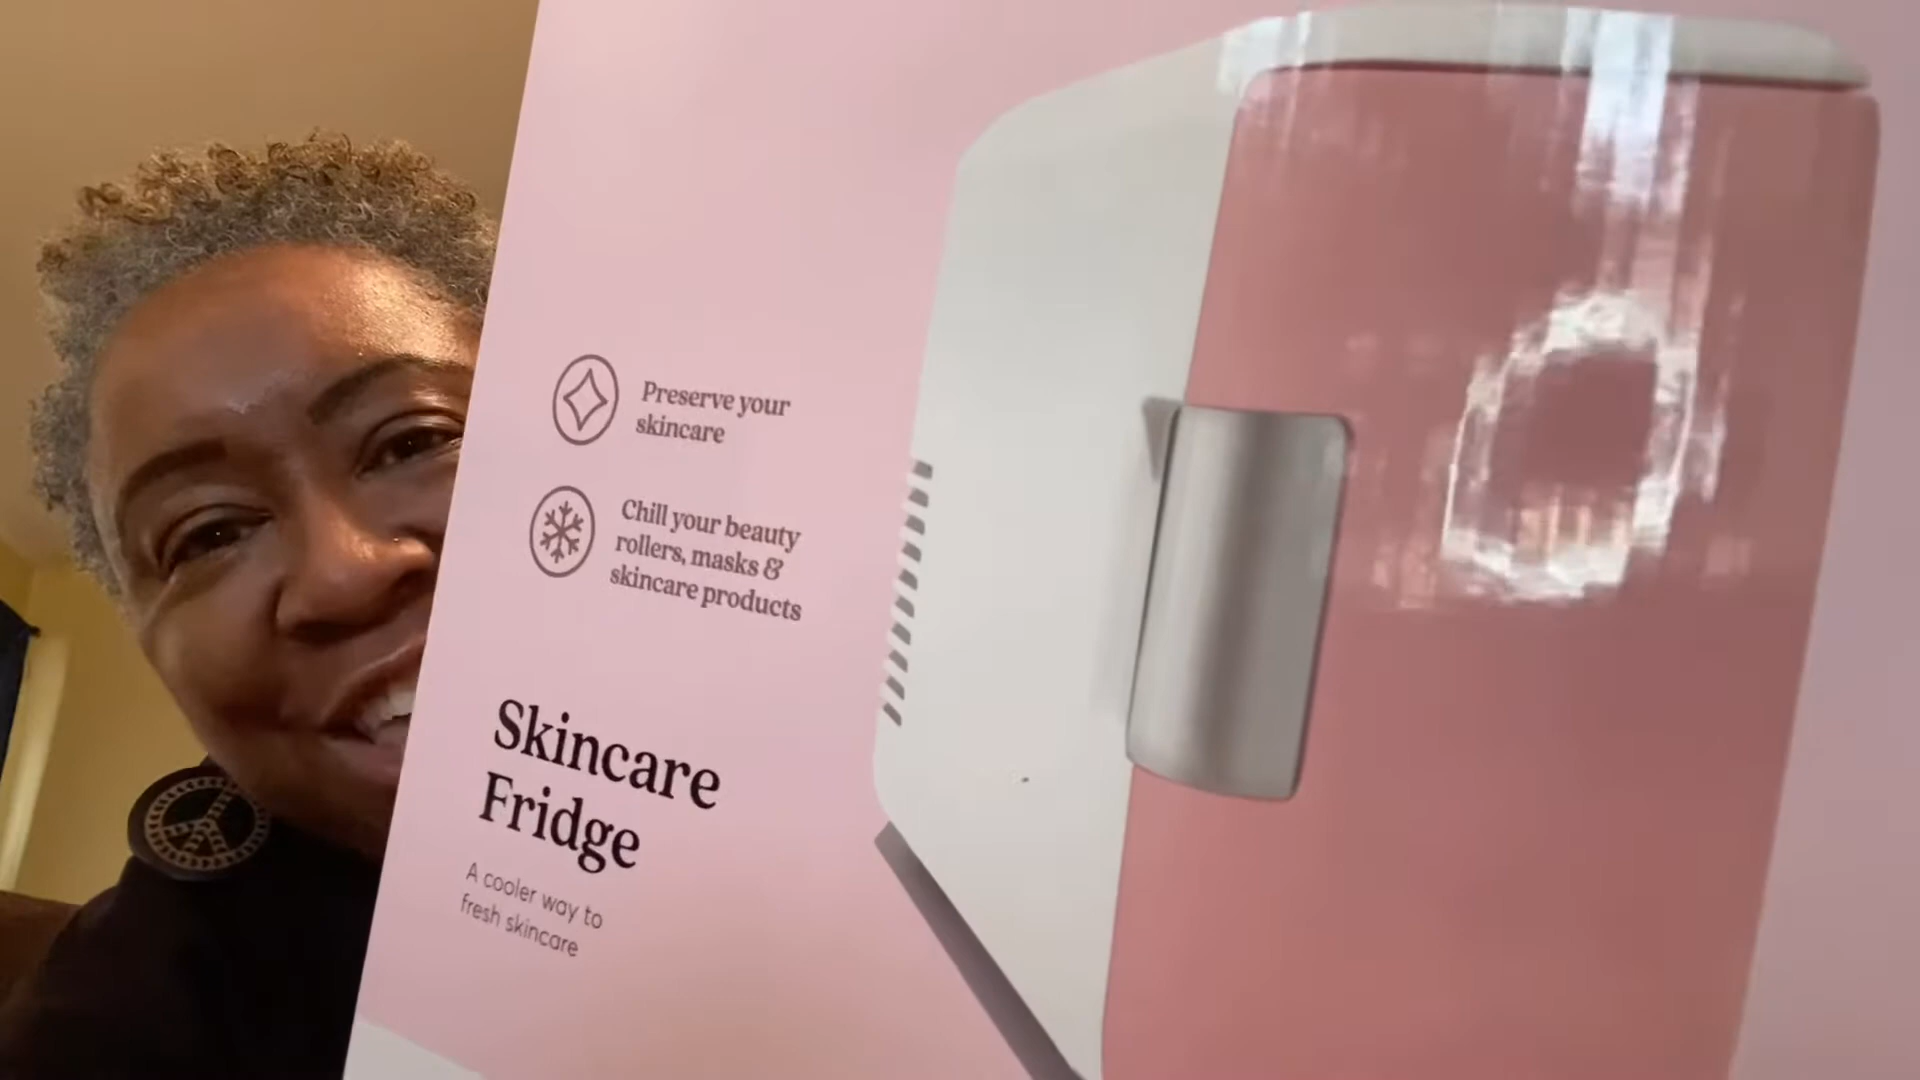 Preserve your
skincare
Chill your beauty
rollers, masks &
skincare products
Skincare
Fridge
A cooler way to
fresh skincare